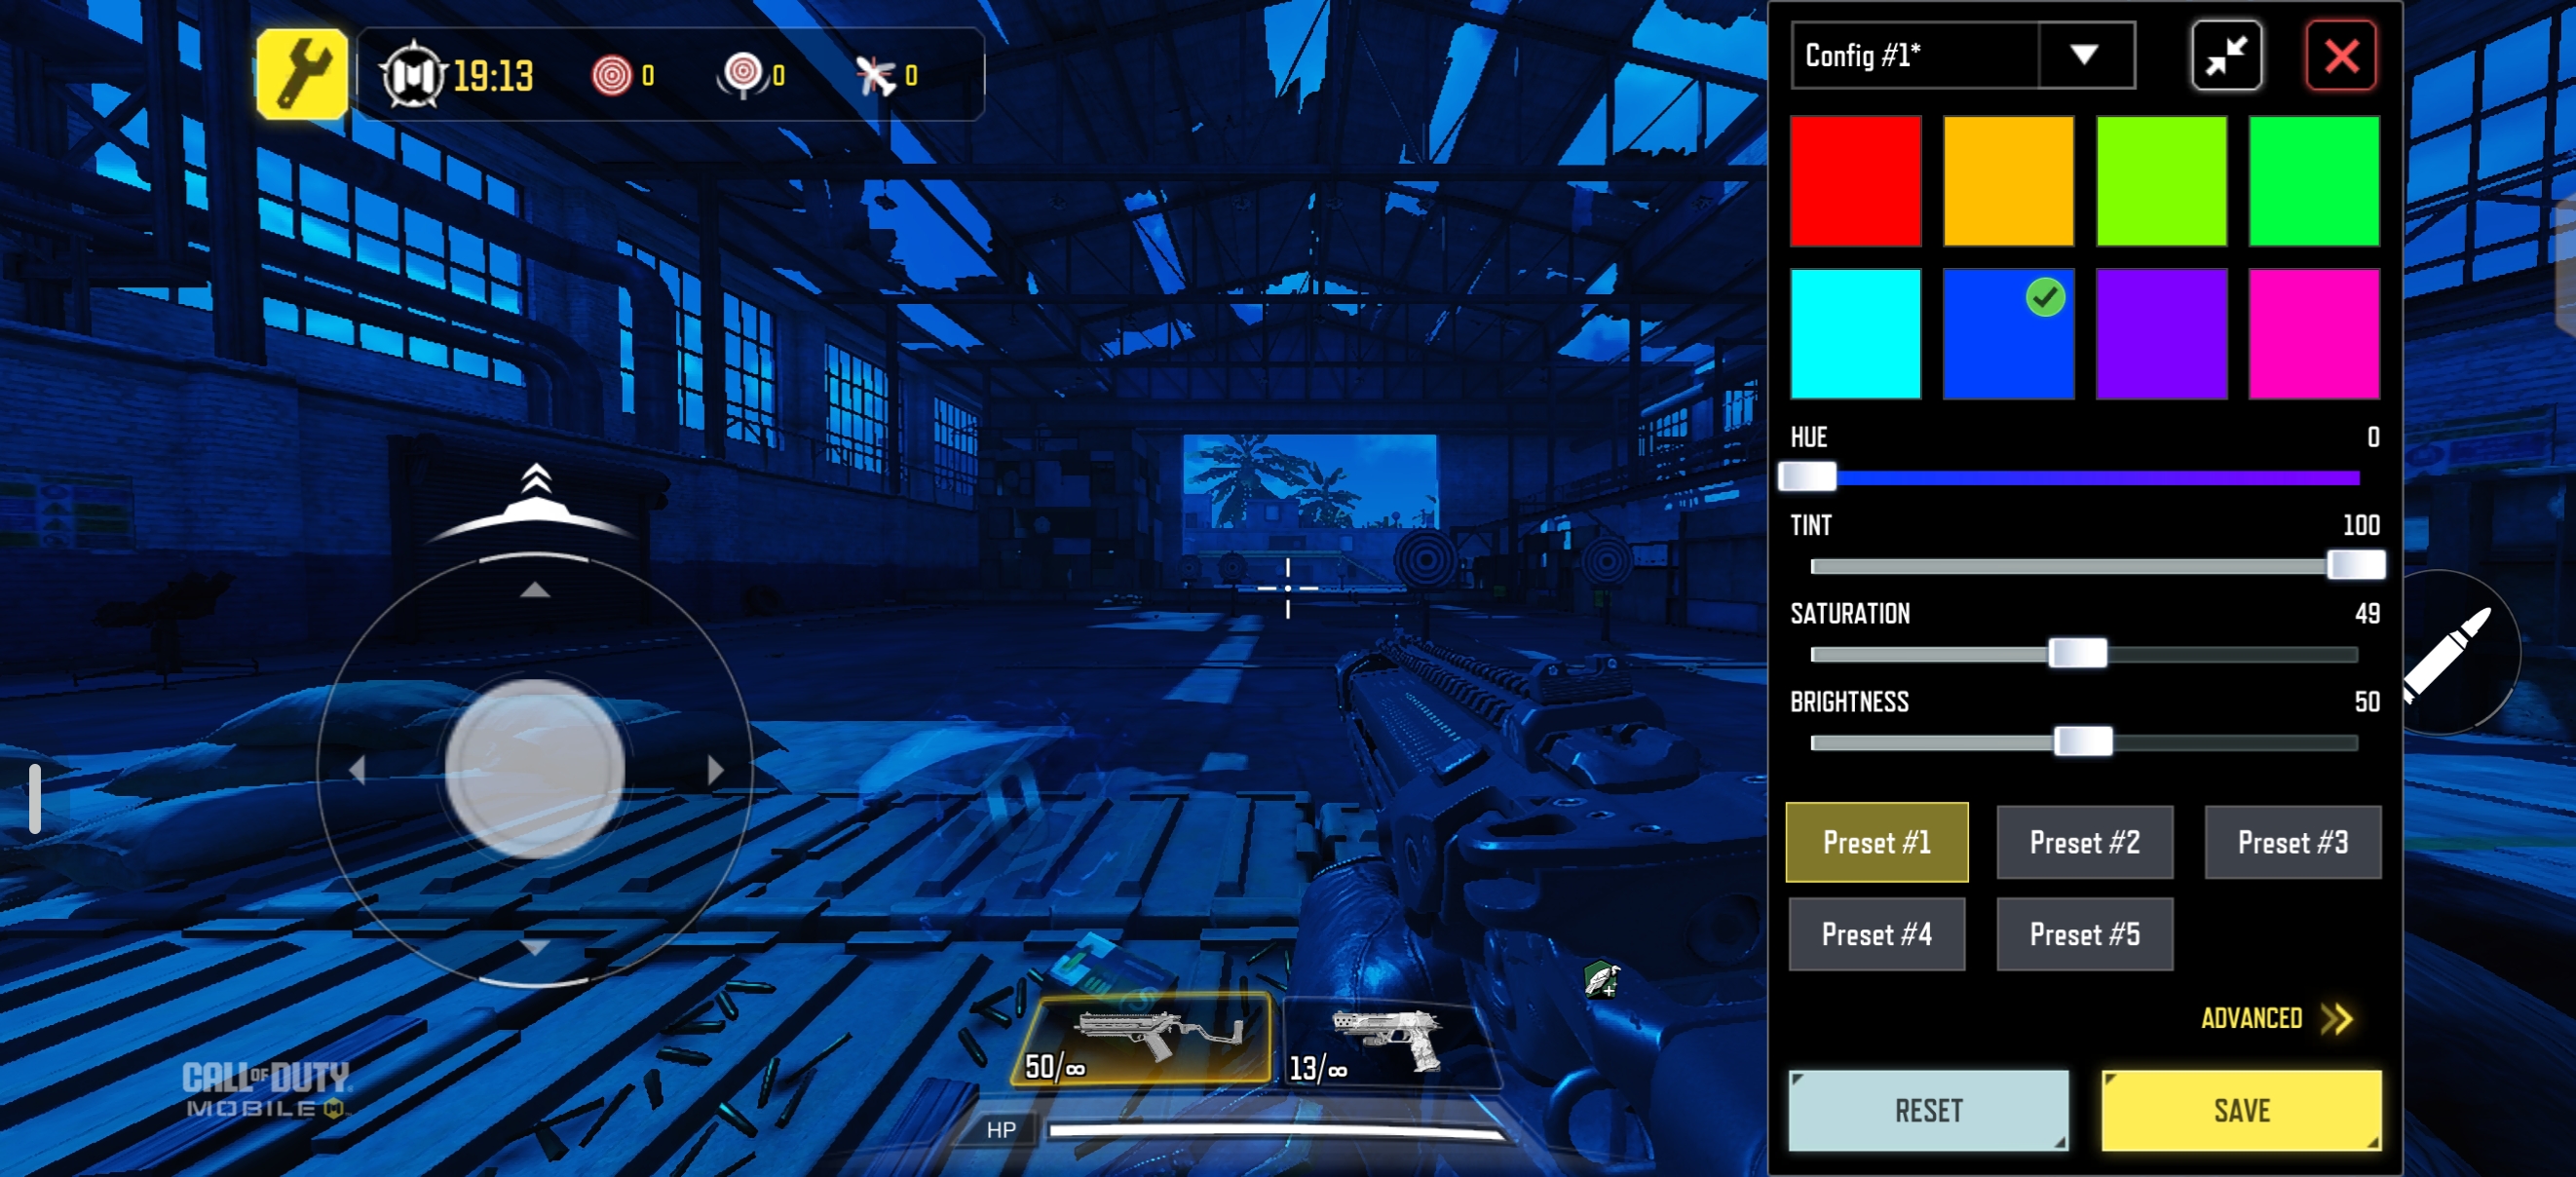 19:13
0
0
0
Config #1*
HUE
0
TINT
100
SATURATION
49
BRIGHTNESS
50
Preset #1
Preset #2
Preset #3
Preset #4
Preset #5
ADVANCED
RESET
SAVE
50/∞
13/∞
HP
CALL OF DUTY
MOBILE